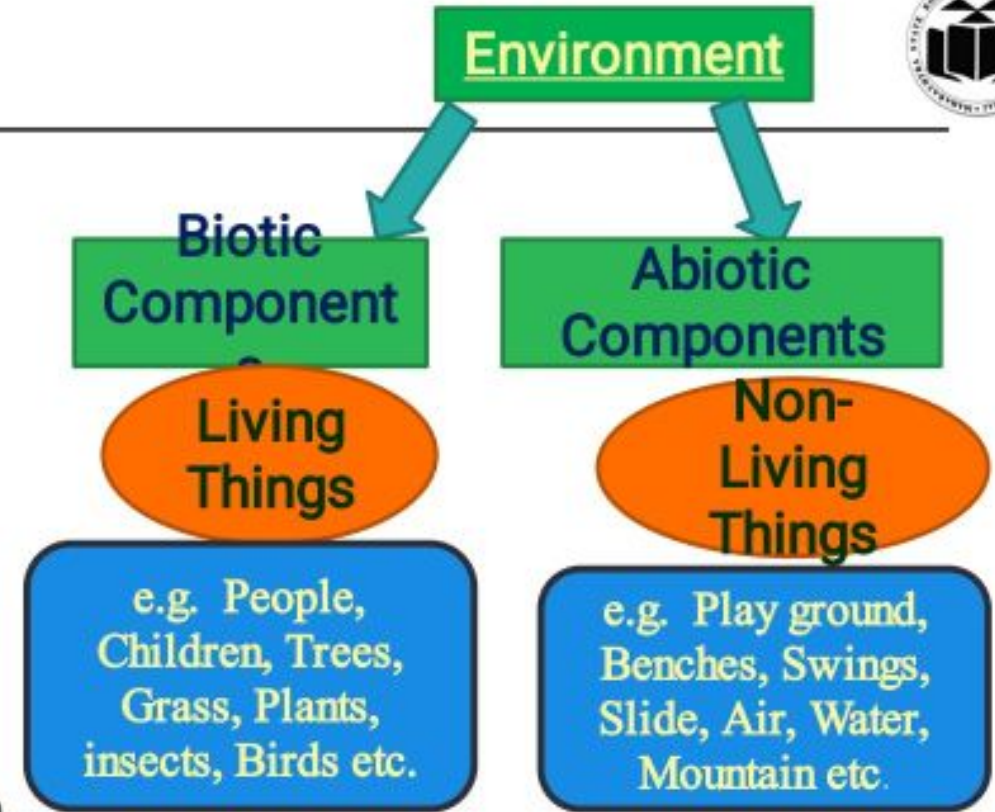 Environment
Biotic
Component
s
Living
Things
e.g. People,
Children, Trees,
Grass, Plants,
insects, Birds etc.
Abiotic
Components
Non-
Living
Things
e.g. Play ground,
Benches, Swings,
Slide, Air, Water,
Mountain etc.